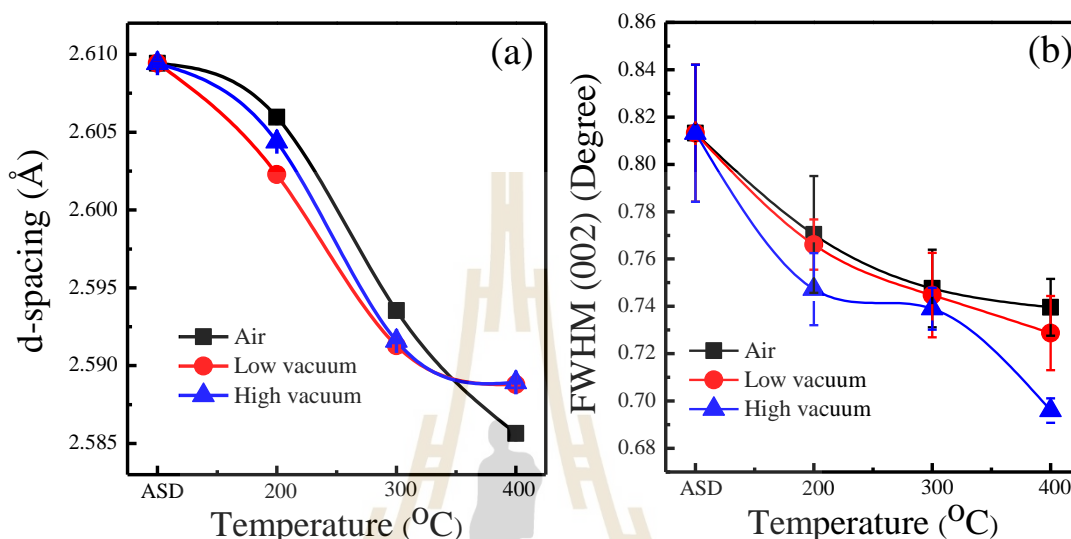 (a)
d-spacing (Å)
2.610
2.605
2.600
2.595
2.590
2.585
Air
Low vacuum
High vacuum
ASD 200 300 400
Temperature (°C)
(b)
FWHM (002) (Degree)
0.86
0.84
0.82
0.80
0.78
0.76
0.74
0.72
0.70
0.68
Air
Low vacuum
High vacuum
ASD 200 300 400
Temperature (°C)